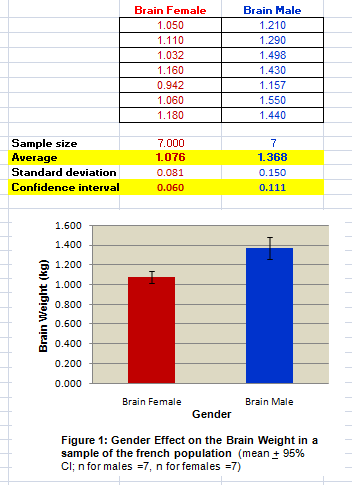 Brain Female Brain Male
1.050 1.210
1.110 1.290
1.032 1.498
1.160 1.430
0.942 1.157
1.060 1.550
1.180 1.440
Sample size 7.000 7
Average 1.076 1.368
Standard deviation 0.081 0.150
Confidence interval 0.060 0.111
1.600
1.400
1.200
1.000
0.800
0.600
0.400
0.200
0.000
Brain Weight (kg)
Brain Female Brain Male
Gender
Figure 1: Gender Effect on the Brain Weight in a
sample of the french population (mean + 95%
CI; n for males =7, n for females =7)